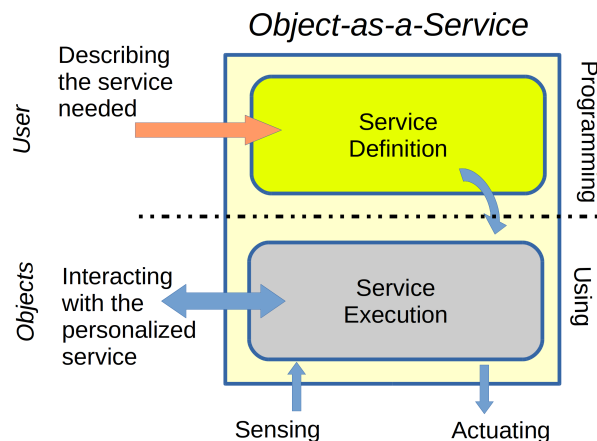 Object-as-a-Service
Describing
the service
needed
User
Service
Definition
Programming
Interacting
with the
personalized
service
Objects
Service
Execution
Using
Sensing
Actuating